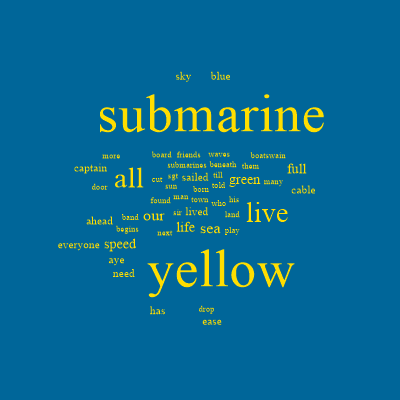 sky blue
submarine
more board friends waves boatswain
captain submarines beneath them full
door all cut sgt sailed till green many
sun born told cable
found man town who his
ahead band our sir lived land live
begins next life sea play
everyone speed
aye yellow
need
has drop
ease